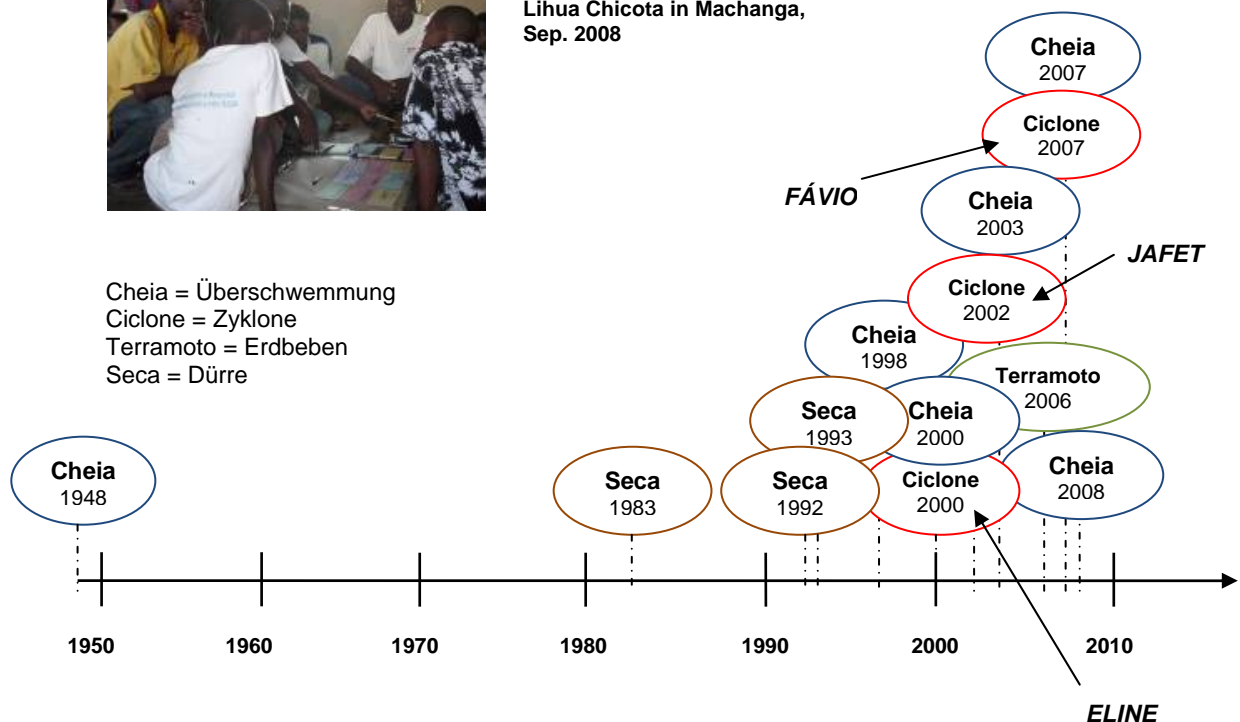 Lihua Chicota in Machanga,
Sep. 2008
Cheia
2007
Ciclone
2007
FÁVIO
Cheia
2003
JAFET
Ciclone
2002
Cheia = Überschwemmung
Ciclone = Zyklone
Terramoto = Erdbeben
Seca = Dürre
Cheia
1998
Terramoto
2006
Seca
1993
Cheia
2000
Cheia
1948
Seca
1983
Seca
1992
Ciclone
2000
Cheia
2008
1950 1960 1970 1980 1990 2000 2010
ELINE